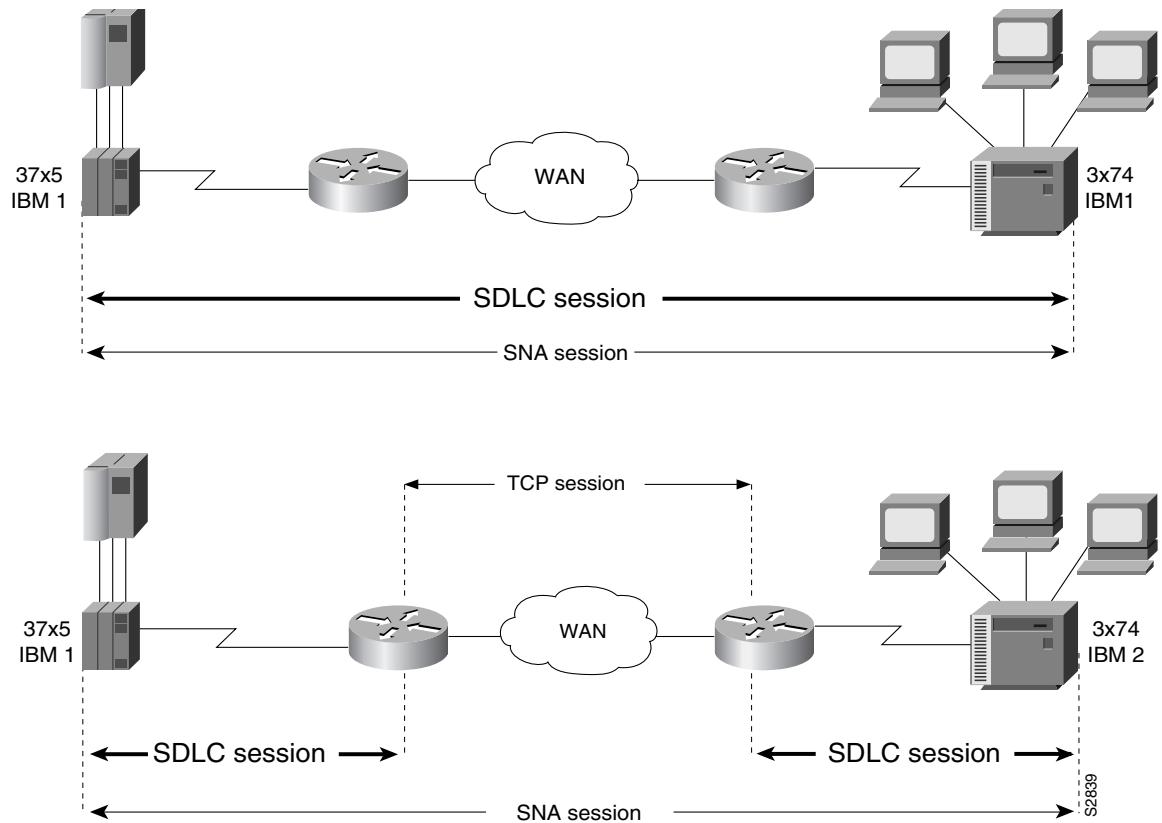 37x5
IBM 1
WAN
3x74
IBM1
SDLC session
SNA session
TCP session
37x5
IBM 1
WAN
3x74
IBM 2
SDLC session
SDLC session
SNA session
S2839